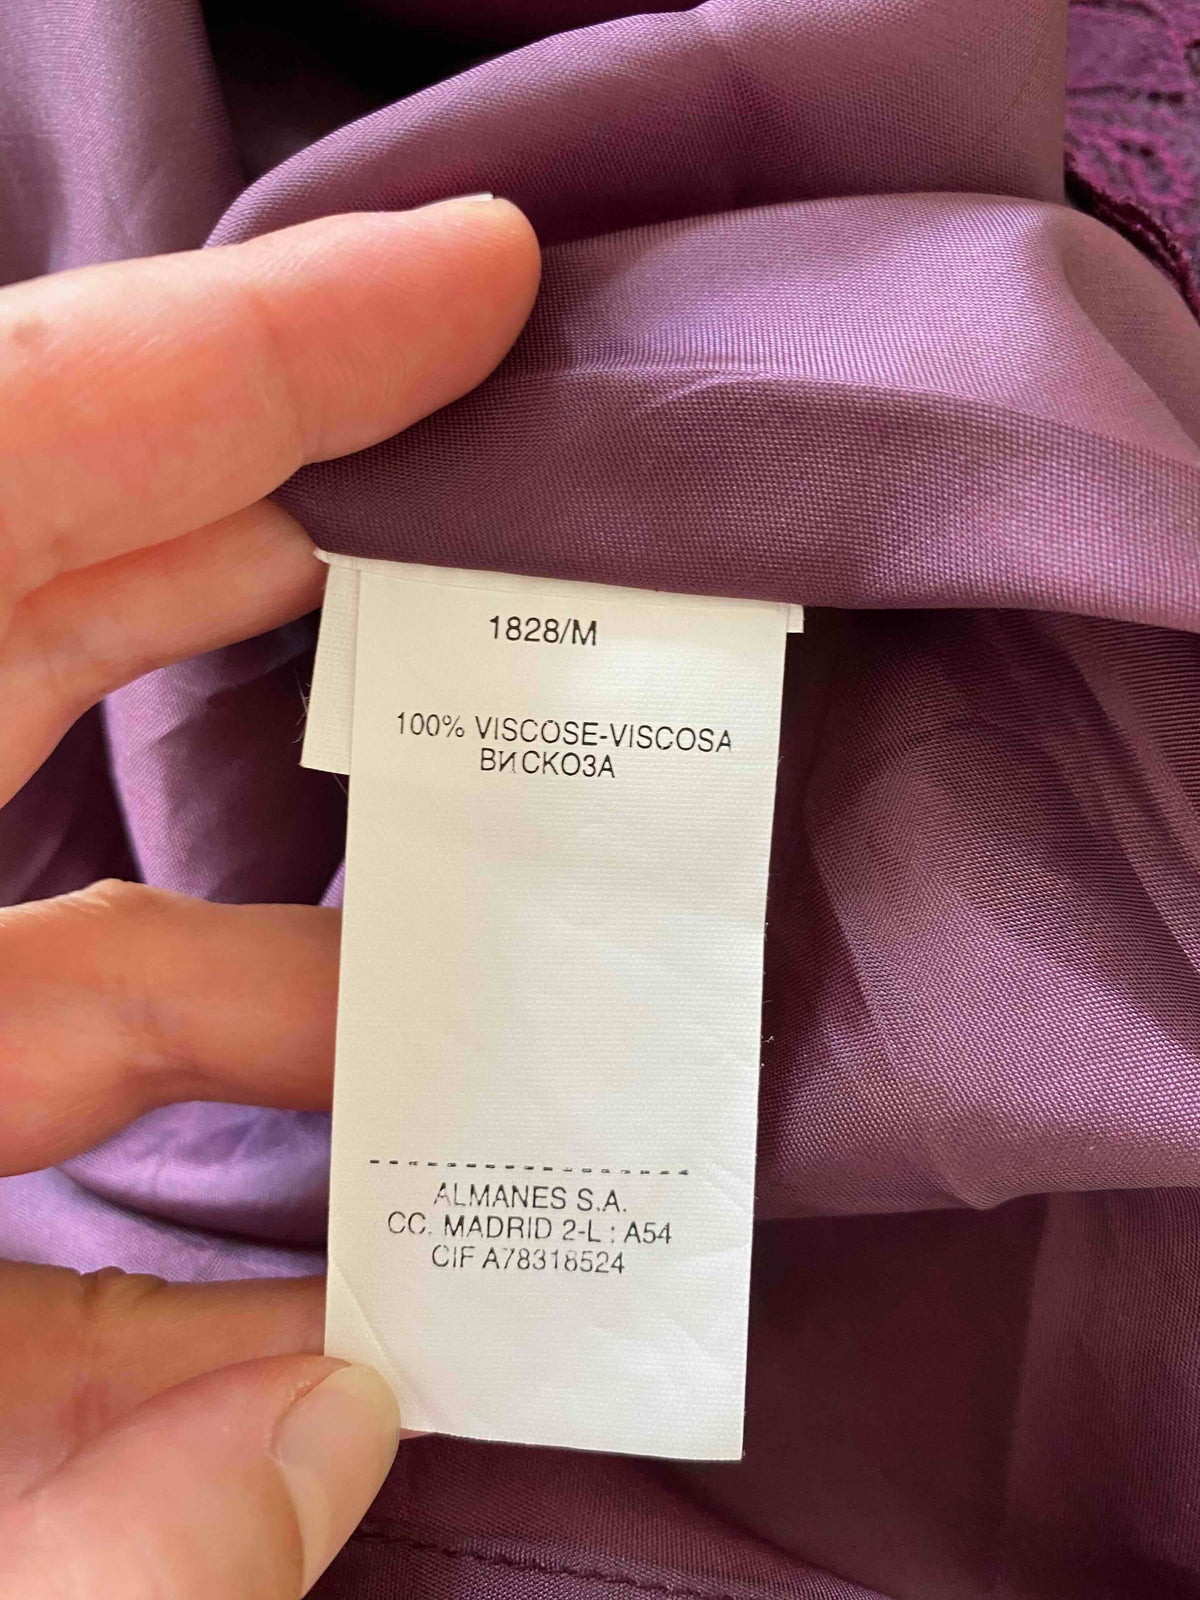 1828/M
100% VISCOSE-VISCOSA
ВИСКОЗА
ALMANES S.A.
CC. MADRID 2-L : A54
CIF A78318524